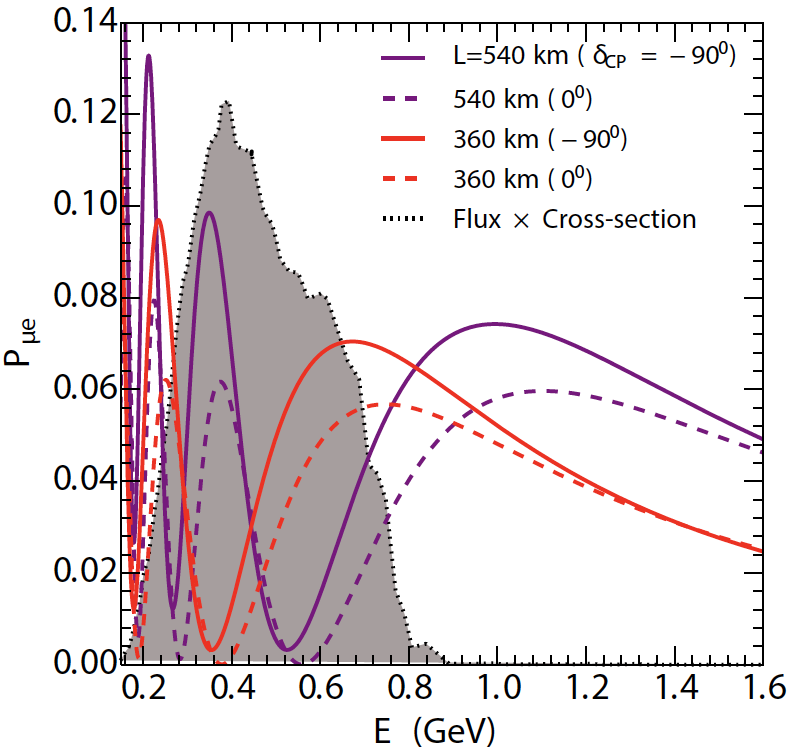 0.14
0.12
0.10
0.08
0.06
0.04
0.02
0.00
P_μe
L=540 km ( δ_CP = − 90⁰)
540 km ( 0⁰)
360 km ( − 90⁰)
360 km ( 0⁰)
Flux × Cross-section
0.2 0.4 0.6 0.8 1.0 1.2 1.4 1.6
E (GeV)